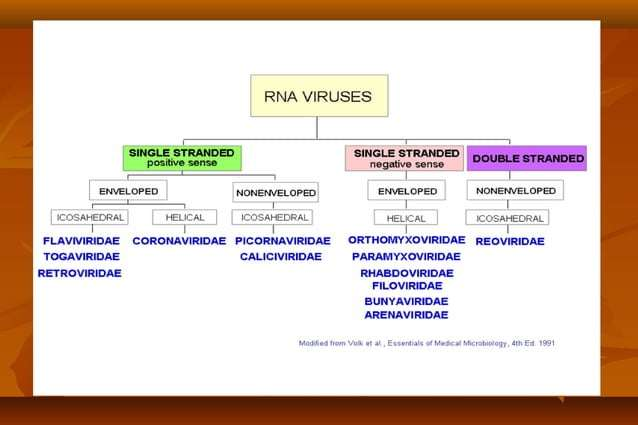 RNA VIRUSES
SINGLE STRANDED
positive sense
SINGLE STRANDED
negative sense
DOUBLE STRANDED
ENVELOPED
NONENVELOPED
ENVELOPED
NONENVELOPED
ICOSAHEDRAL
HELICAL
ICOSAHEDRAL
HELICAL
ICOSAHEDRAL
FLAVIVIRIDAE
TOGAVIRIDAE
RETROVIRIDAE
CORONAVIRIDAE
PICORNAVIRIDAE
CALICIVIRIDAE
ORTHOMYXOVIRIDAE
PARAMYXOVIRIDAE
RHABDOVIRIDAE
FILOVIRIDAE
BUNYAVIRIDAE
ARENAVIRIDAE
REOVIRIDAE
Modified from Volk et al., Essentials of Medical Microbiology, 4th Ed. 1991